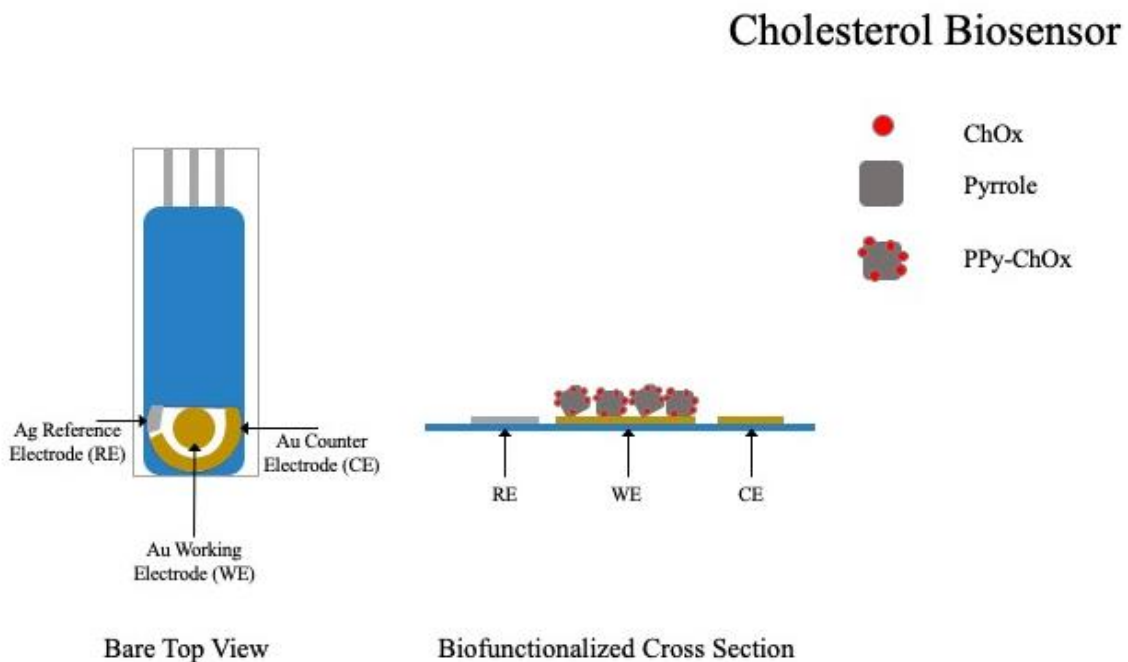 Cholesterol Biosensor
ChOx
Pyrrole
PPy-ChOx
Ag Reference
Electrode (RE)
Au Counter
Electrode (CE)
Au Working
Electrode (WE)
RE
WE
CE
Bare Top View
Biofunctionalized Cross Section